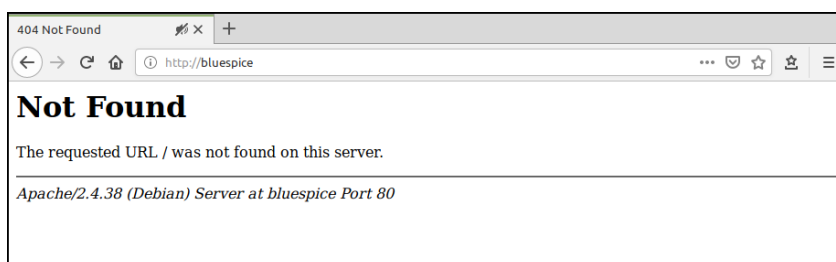 404 Not Found
http://bluespice
Not Found
The requested URL / was not found on this server.
Apache/2.4.38 (Debian) Server at bluespice Port 80